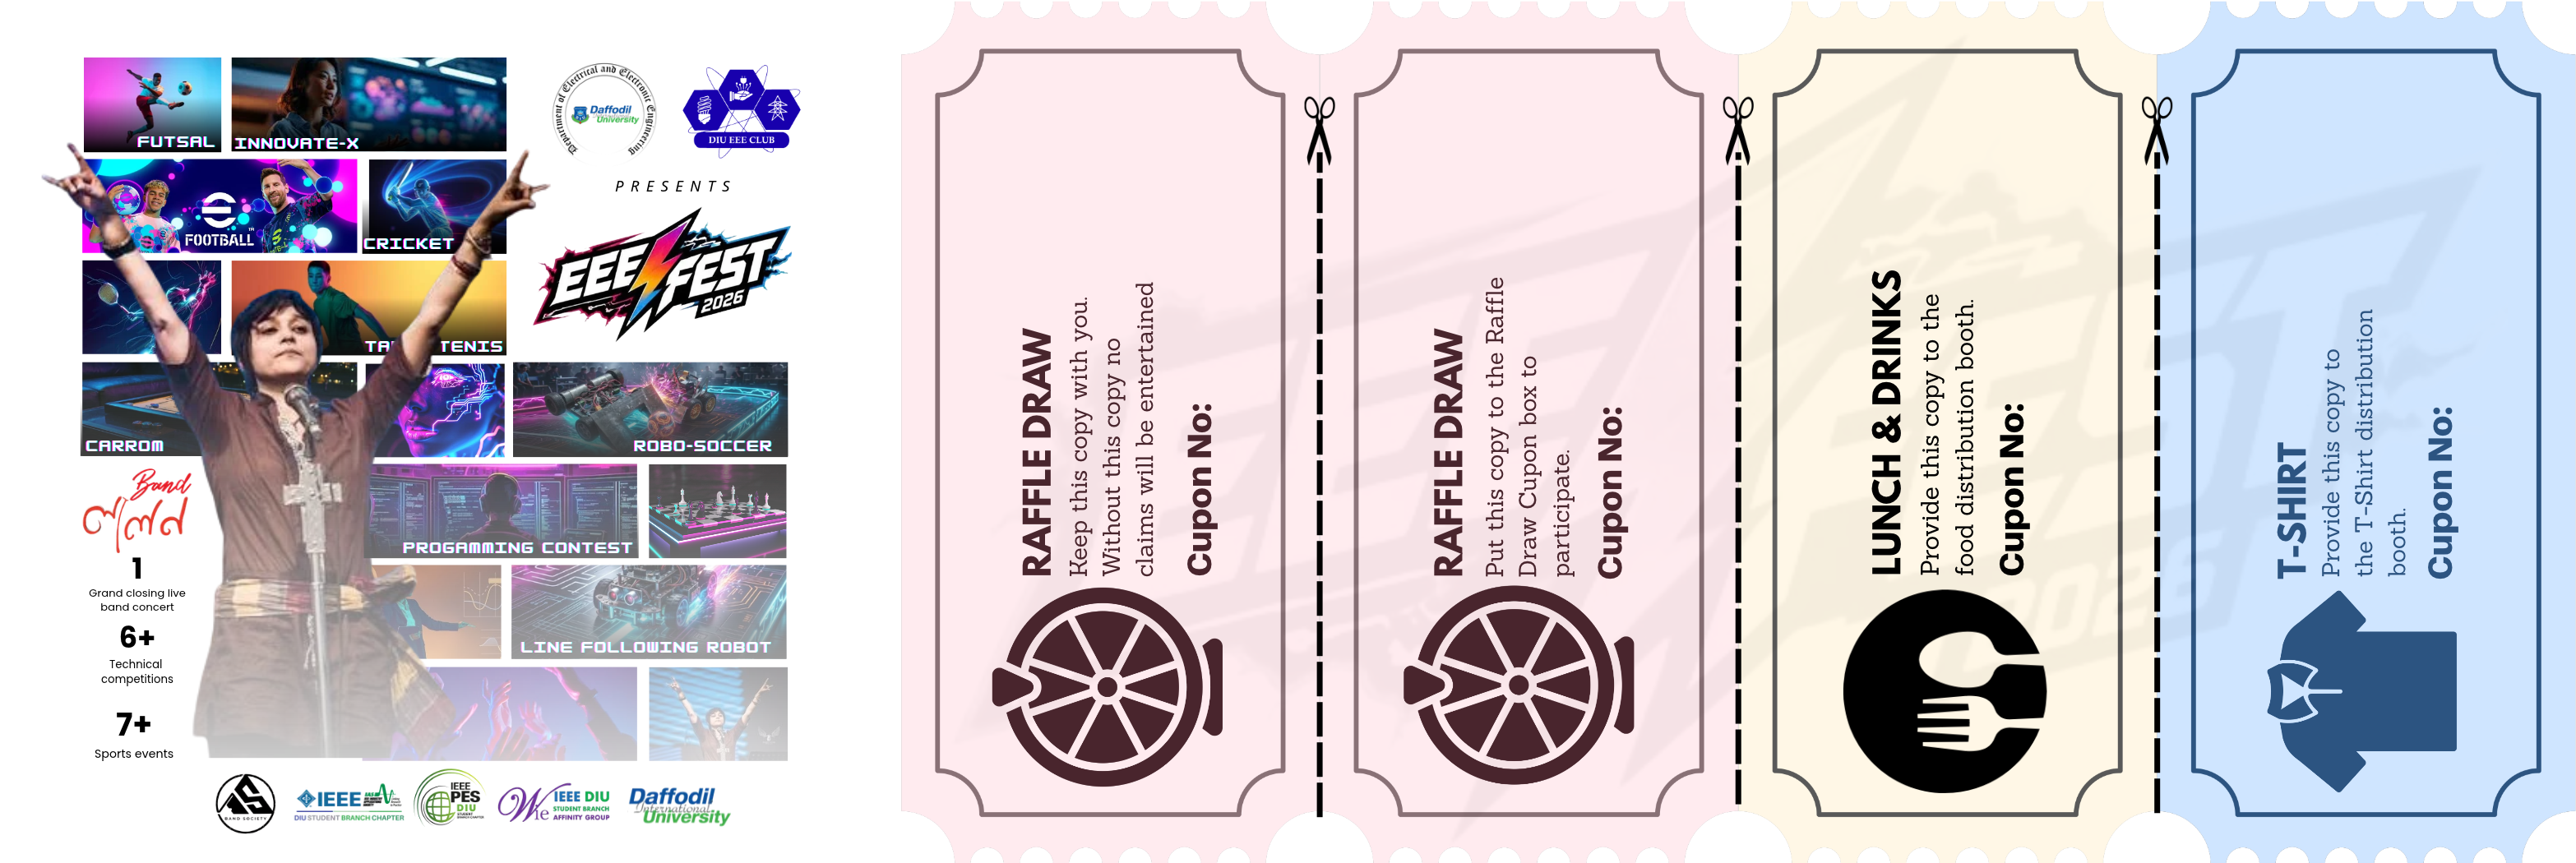 FUTSAL
INNOVATE-X
FOOTBALL
CRICKET
TENIS
CARROM
ROBO-SOCCER
PROGAMMING CONTEST
LINE FOLLOWING ROBOT
Band
লালন
1
Grand closing live
band concert
6+
Technical
competitions
7+
Sports events
Department of Electrical and Electronic Engineering
Daffodil
University
DIU EEE CLUB
PRESENTS
EEE FEST
2026
BAND SOCIETY
IEEE
DIU STUDENT BRANCH CHAPTER
IEEE
PES
DIU
Wie
IEEE DIU
STUDENT BRANCH
AFFINITY GROUP
Daffodil
International
University
RAFFLE DRAW
Keep this copy with you.
Without this copy no
claims will be entertained
Cupon No:
RAFFLE DRAW
Put this copy to the Raffle
Draw Cupon box to
participate.
Cupon No:
LUNCH & DRINKS
Provide this copy to the
food distribution booth.
Cupon No:
T-SHIRT
Provide this copy to
the T-Shirt distribution
booth.
Cupon No: